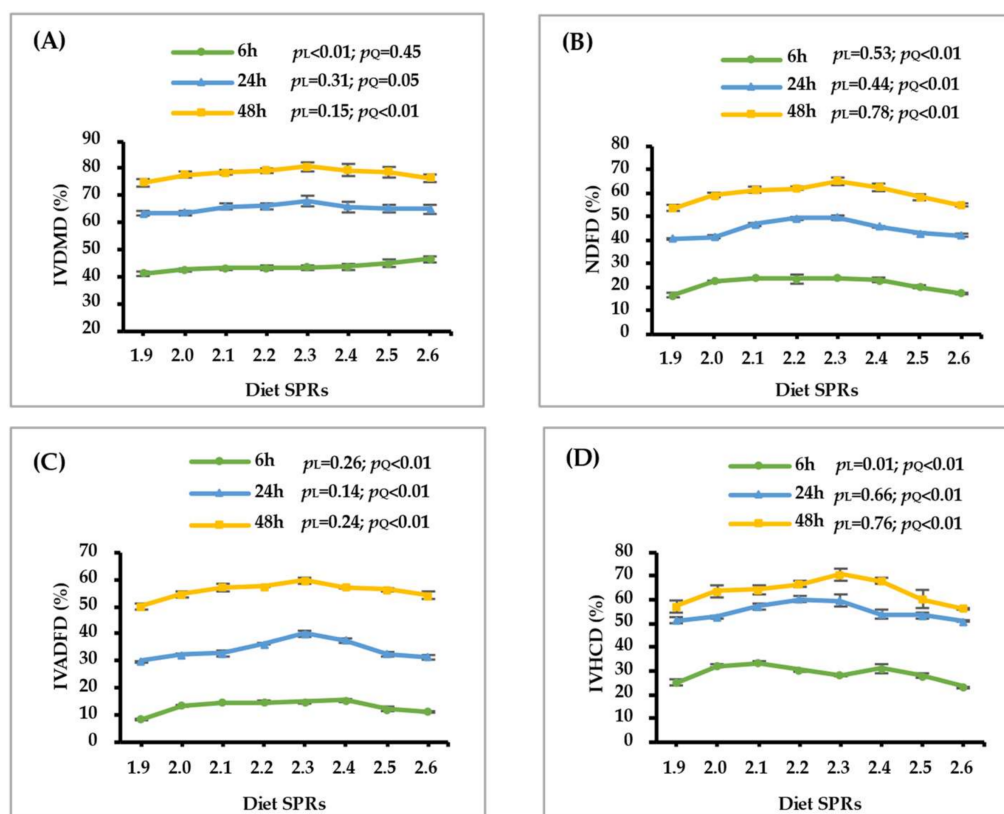 (A)
6h pL<0.01; pQ=0.45
24h pL=0.31; pQ=0.05
48h pL=0.15; pQ<0.01
IVDMD (%)
90
80
70
60
50
40
30
20
1.9 2.0 2.1 2.2 2.3 2.4 2.5 2.6
Diet SPRs
(B)
6h pL=0.53; pQ<0.01
24h pL=0.44; pQ<0.01
48h pL=0.78; pQ<0.01
NDFD (%)
80
70
60
50
40
30
20
10
0
1.9 2.0 2.1 2.2 2.3 2.4 2.5 2.6
Diet SPRs
(C)
6h pL=0.26; pQ<0.01
24h pL=0.14; pQ<0.01
48h pL=0.24; pQ<0.01
IVADFD (%)
70
60
50
40
30
20
10
0
1.9 2.0 2.1 2.2 2.3 2.4 2.5 2.6
Diet SPRs
(D)
6h pL=0.01; pQ<0.01
24h pL=0.66; pQ<0.01
48h pL=0.76; pQ<0.01
IVHCD (%)
80
70
60
50
40
30
20
10
0
1.9 2.0 2.1 2.2 2.3 2.4 2.5 2.6
Diet SPRs